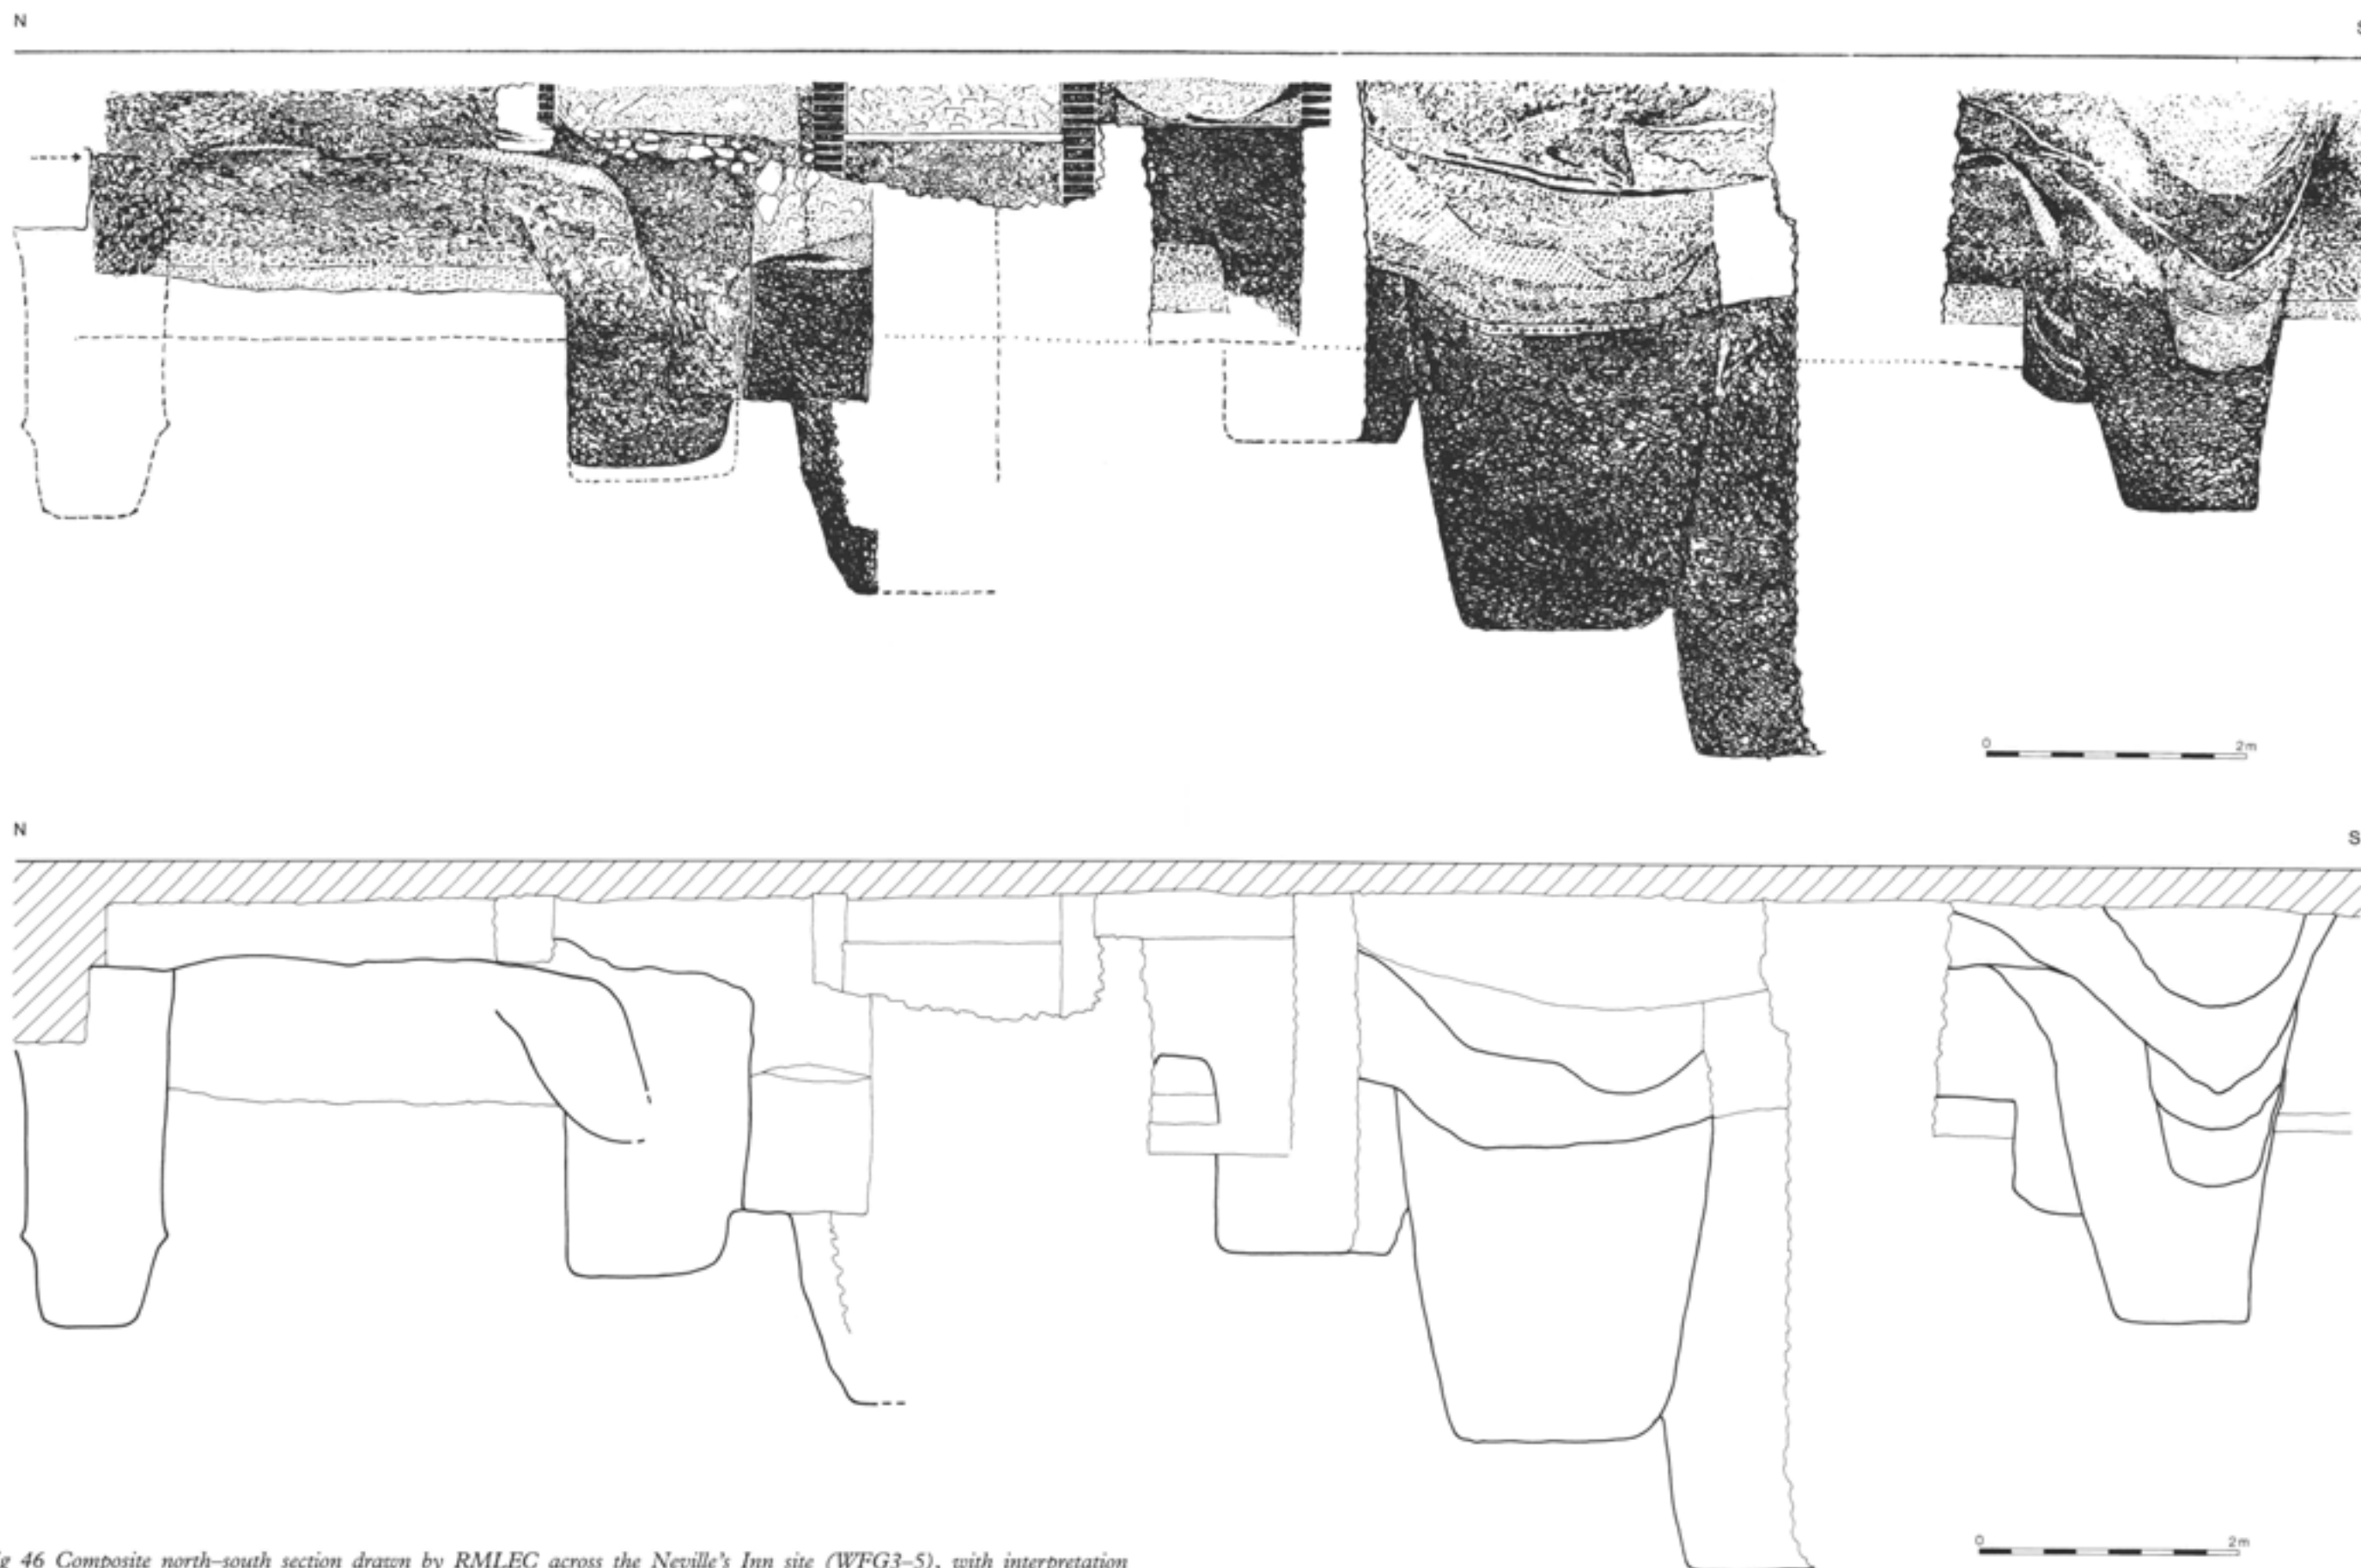 N
0 2m
N S
0 2m
46 Composite north–south section drawn by RMLEC across the Neville's Inn site (WFG3–5), with interpretation